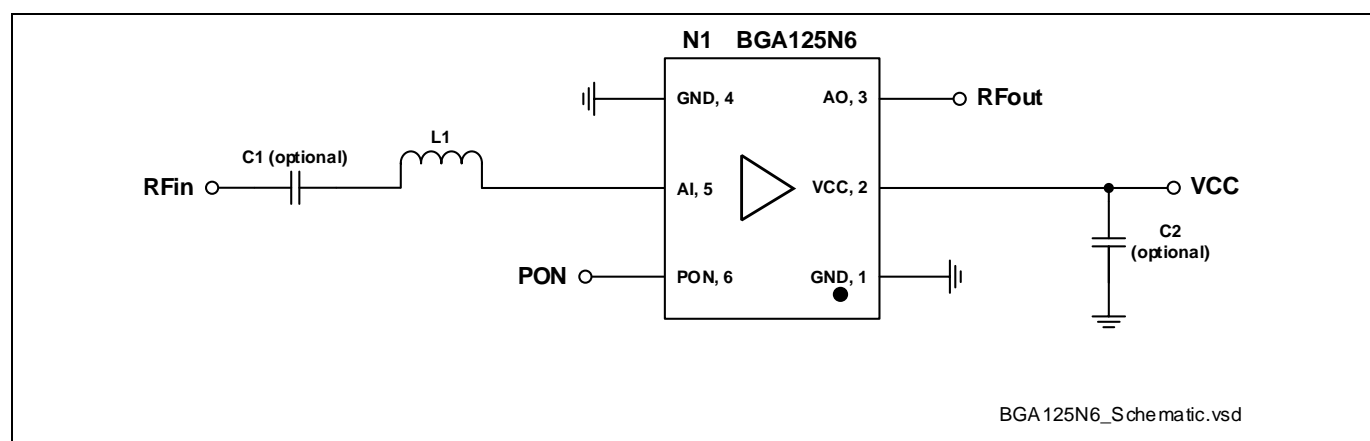 N1 BGA125N6
GND, 4
AO, 3
RFout
L1
C1 (optional)
RFin
AI, 5
VCC, 2
VCC
C2
(optional)
PON
PON, 6
GND, 1
BGA125N6_Schematic.vsd